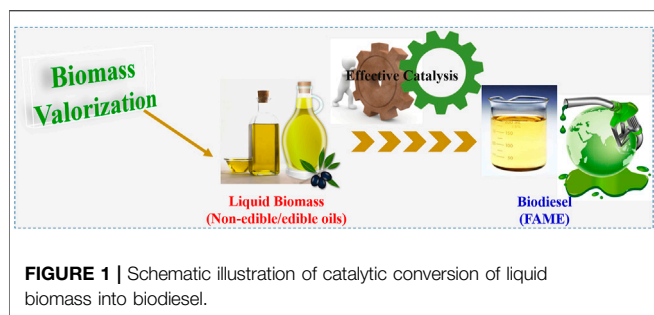 Biomass
Valorization
Effective Catalysis
Liquid Biomass
(Non-edible/edible oils)
Biodiesel
(FAME)
FIGURE 1 | Schematic illustration of catalytic conversion of liquid
biomass into biodiesel.